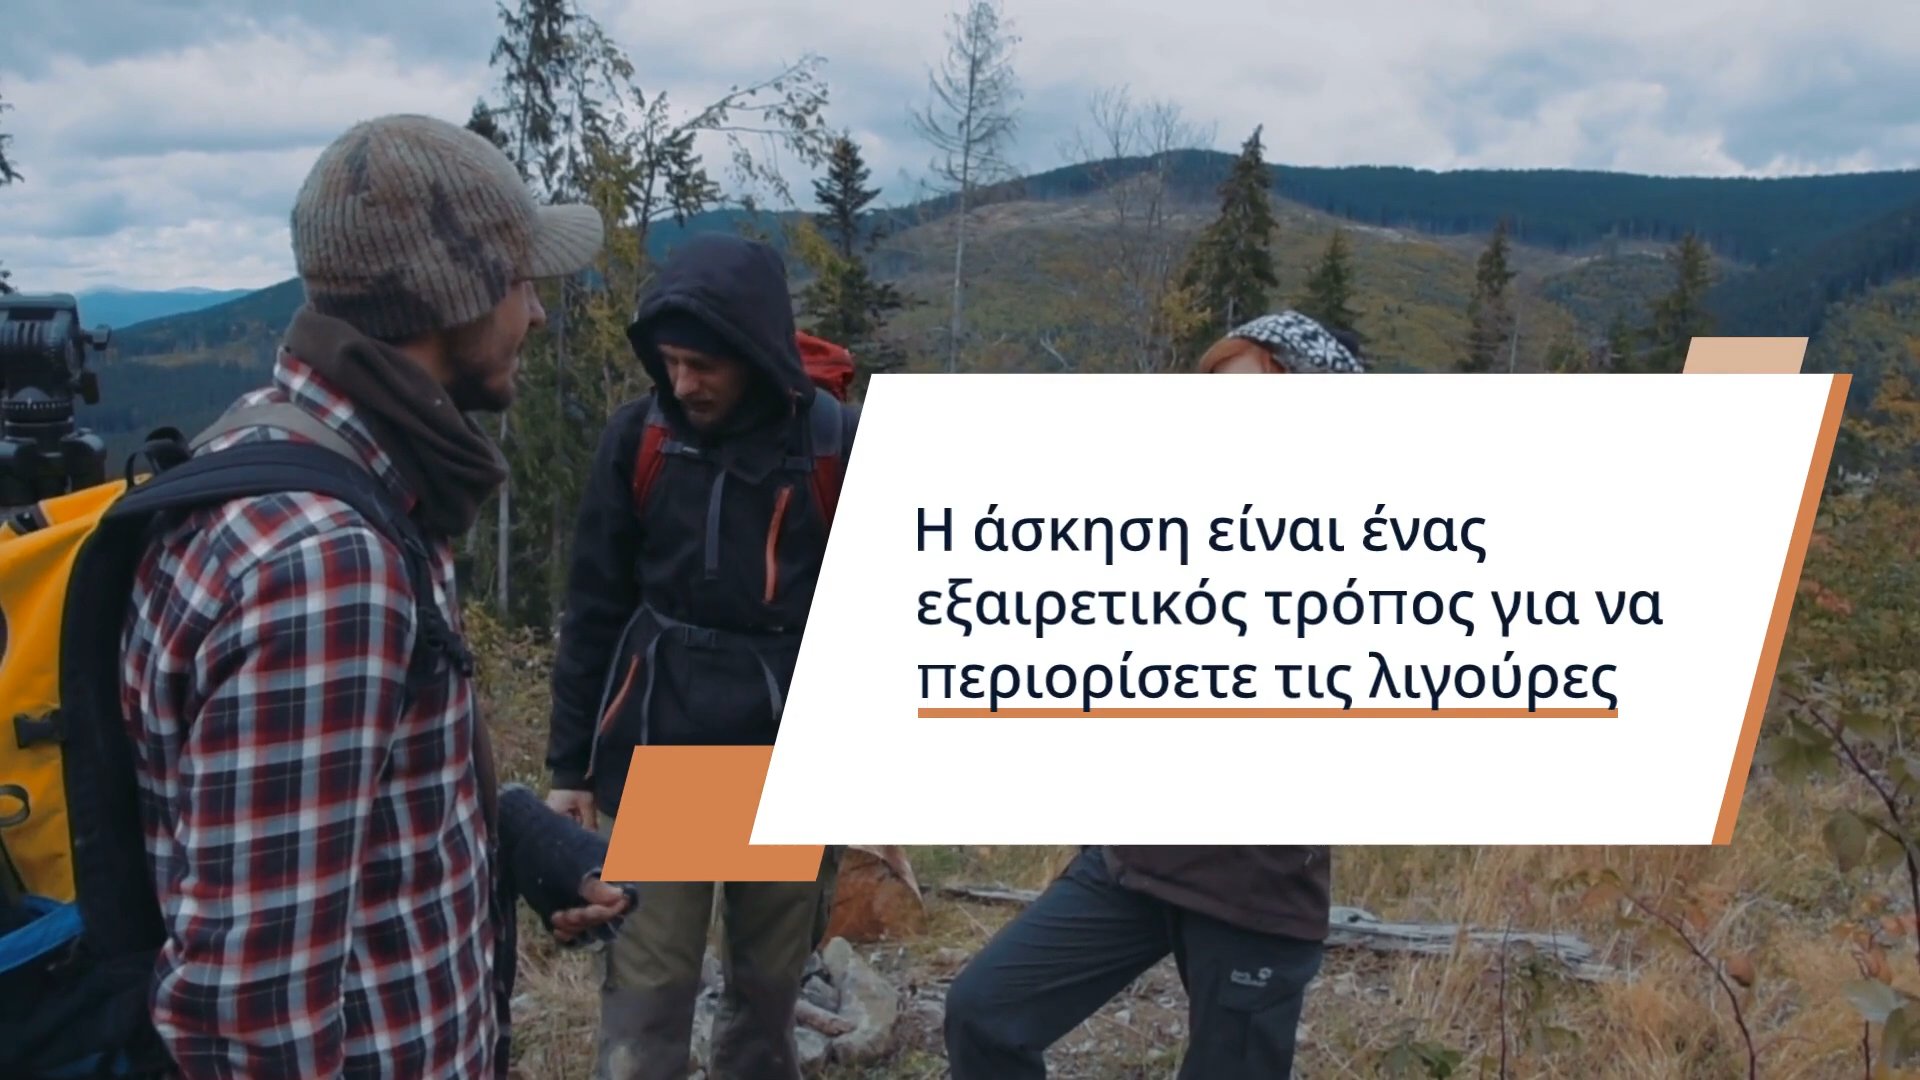 Η άσκηση είναι ένας
εξαιρετικός τρόπος για να
περιορίσετε τις λιγούρες